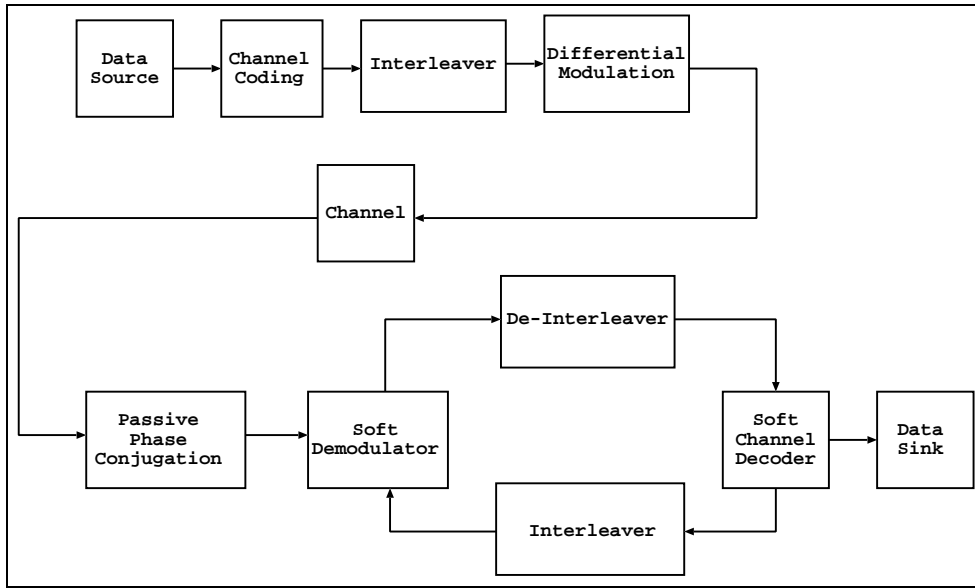 Data
Source
Channel
Coding
Interleaver
Differential
Modulation
Channel
De-Interleaver
Passive
Phase
Conjugation
Soft
Demodulator
Soft
Channel
Decoder
Data
Sink
Interleaver